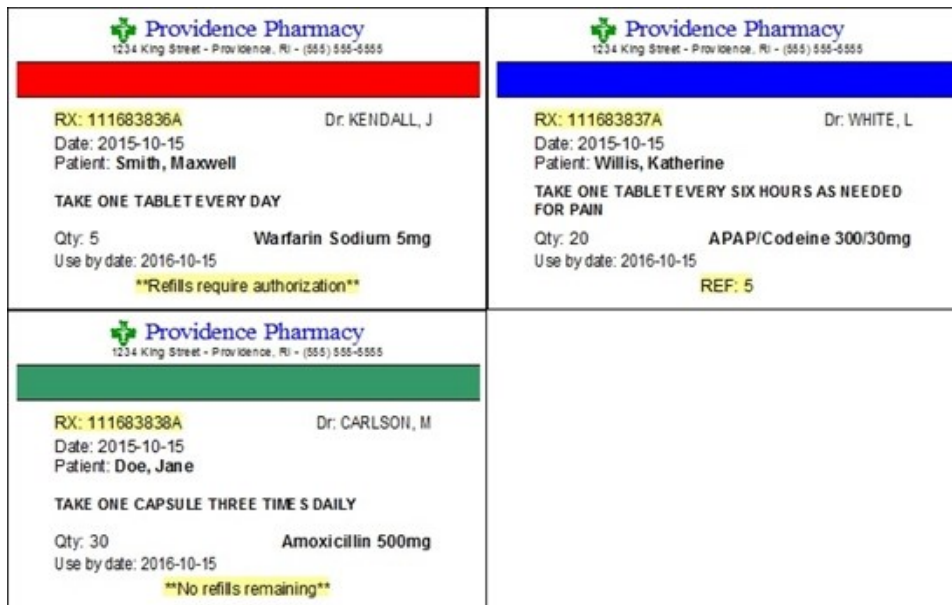 Providence Pharmacy
1234 King Street - Providence, RI - (555) 555-5555
RX: 111683836A Dr: KENDALL, J
Date: 2015-10-15
Patient: Smith, Maxwell
TAKE ONE TABLET EVERY DAY
Qty: 5 Warfarin Sodium 5mg
Use by date: 2016-10-15
**Refills require authorization**
Providence Pharmacy
1234 King Street - Providence, RI - (555) 555-5555
RX: 111683837A Dr: WHITE, L
Date: 2015-10-15
Patient: Willis, Katherine
TAKE ONE TABLET EVERY SIX HOURS AS NEEDED
FOR PAIN
Qty: 20 APAP/Codeine 300/30mg
Use by date: 2016-10-15
REF: 5
Providence Pharmacy
1234 King Street - Providence, RI - (555) 555-5555
RX: 111683838A Dr: CARLSON, M
Date: 2015-10-15
Patient: Doe, Jane
TAKE ONE CAPSULE THREE TIMES DAILY
Qty: 30 Amoxicillin 500mg
Use by date: 2016-10-15
**No refills remaining**